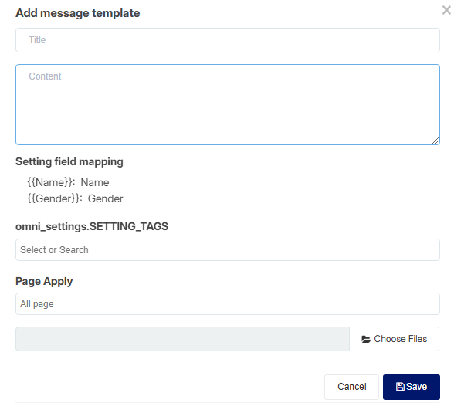 Add message template
Title
Content
Setting field mapping
{{Name}}: Name
{{Gender}}: Gender
omni_settings.SETTING_TAGS
Select or Search
Page Apply
All page
Choose Files
Cancel
Save